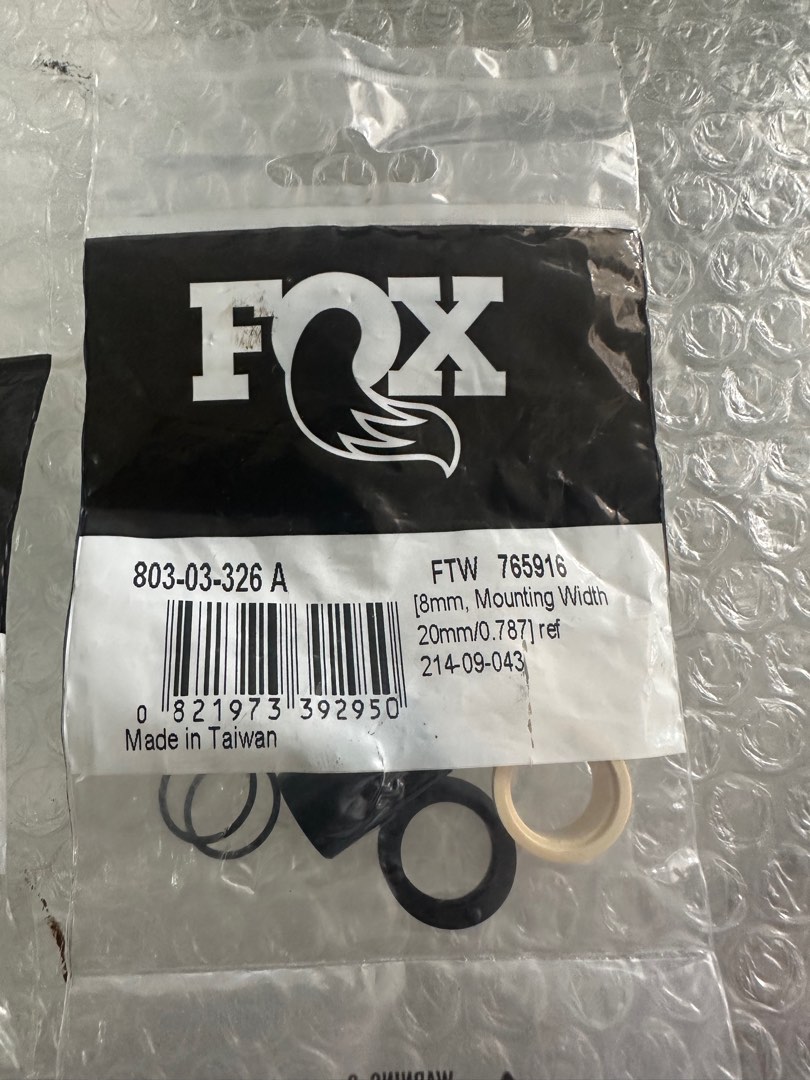 FOX
803-03-326 A
FTW 765916
[8mm, Mounting Width
20mm/0.787] ref
214-09-043
0 821973 392950
Made in Taiwan
WARNING